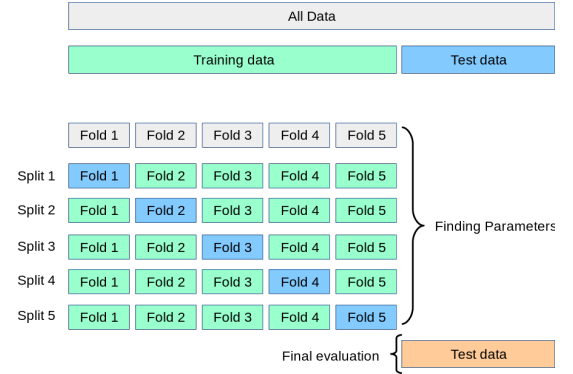 All Data
Training data Test data
Fold 1 Fold 2 Fold 3 Fold 4 Fold 5
Split 1 Fold 1 Fold 2 Fold 3 Fold 4 Fold 5
Split 2 Fold 1 Fold 2 Fold 3 Fold 4 Fold 5
Finding Parameters
Split 3 Fold 1 Fold 2 Fold 3 Fold 4 Fold 5
Split 4 Fold 1 Fold 2 Fold 3 Fold 4 Fold 5
Split 5 Fold 1 Fold 2 Fold 3 Fold 4 Fold 5
Final evaluation Test data